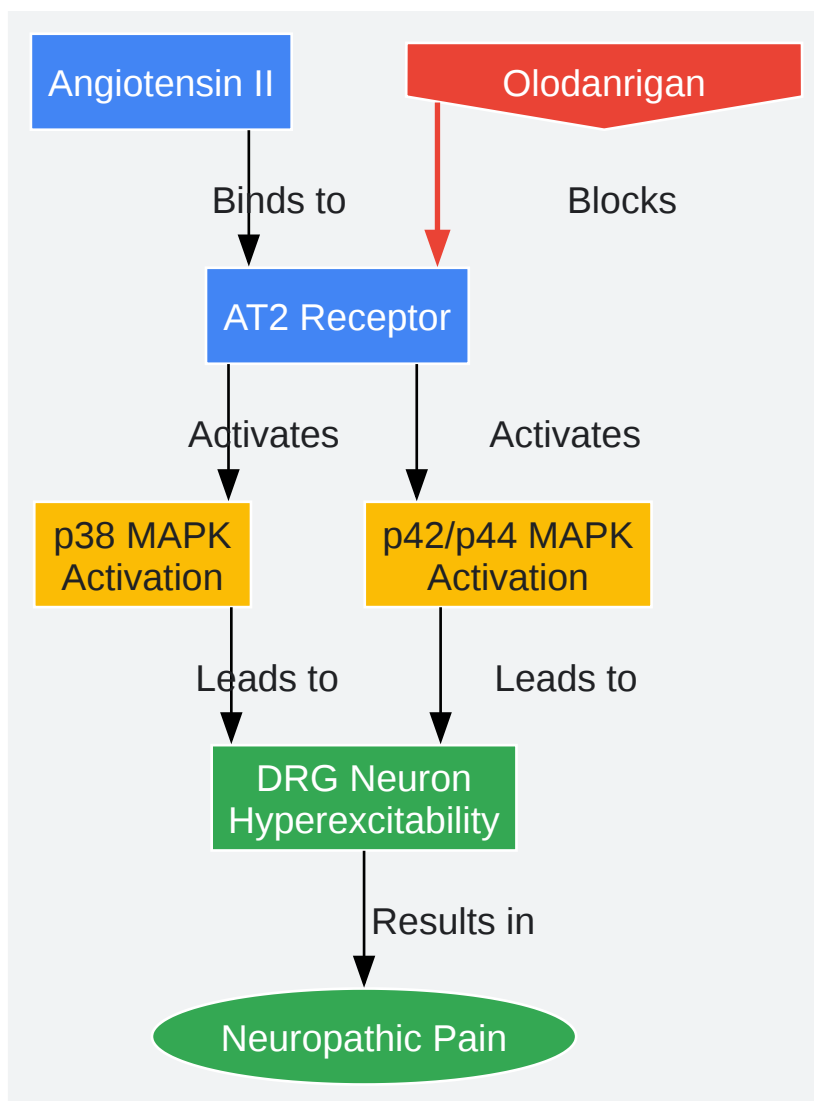 Angiotensin II
Olodanrigan
Binds to
Blocks
AT2 Receptor
Activates
Activates
p38 MAPK
Activation
p42/p44 MAPK
Activation
Leads to
Leads to
DRG Neuron
Hyperexcitability
Results in
Neuropathic Pain